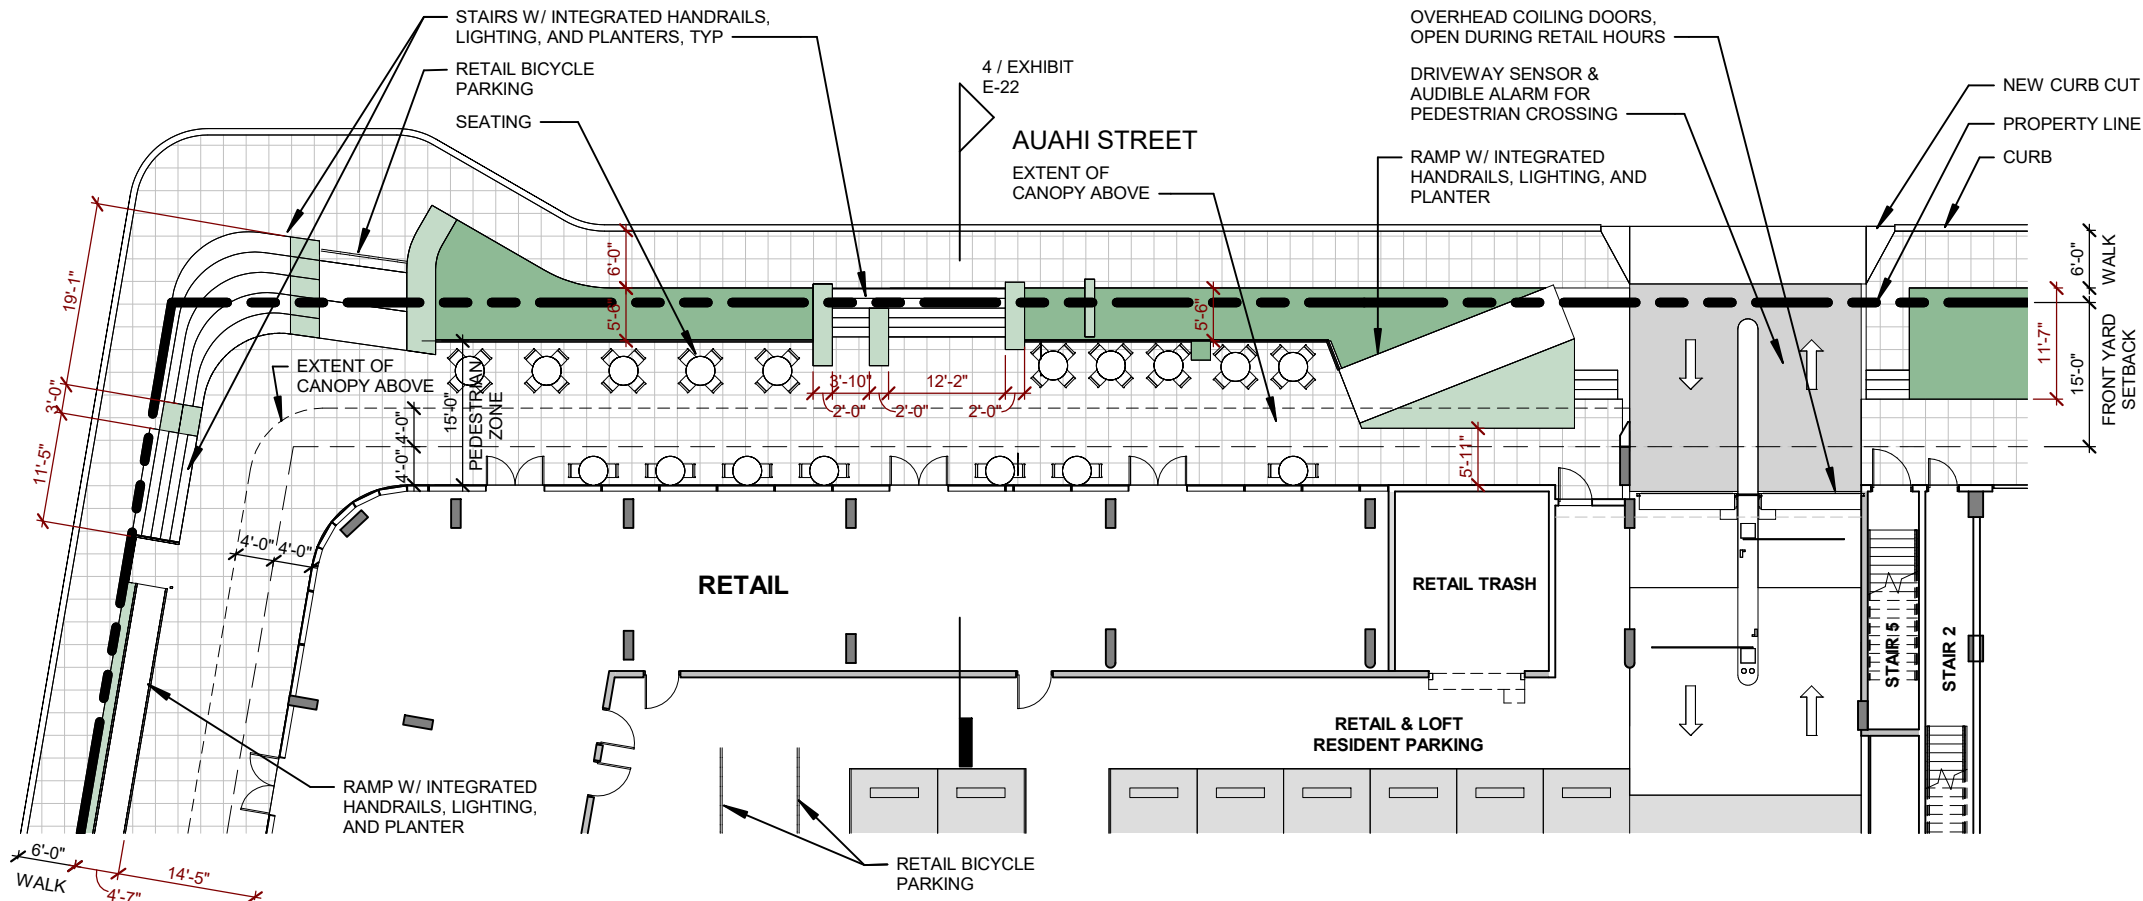 STAIRS W/ INTEGRATED HANDRAILS,
LIGHTING, AND PLANTERS, TYP
RETAIL BICYCLE
PARKING
SEATING
4 / EXHIBIT
E-22
AUAHI STREET
EXTENT OF
CANOPY ABOVE
OVERHEAD COILING DOORS,
OPEN DURING RETAIL HOURS
DRIVEWAY SENSOR &
AUDIBLE ALARM FOR
PEDESTRIAN CROSSING
RAMP W/ INTEGRATED
HANDRAILS, LIGHTING, AND
PLANTER
NEW CURB CUT
PROPERTY LINE
CURB
19'-1"
3'-0"
11'-5"
6'-0"
5'-6"
5'-6"
6'-0"
WALK
11'-7"
15'-0"
FRONT YARD
SETBACK
EXTENT OF
CANOPY ABOVE
15'-0"
PEDESTRIAN
ZONE
4'-0"
4'-0"
3'-10"
12'-2"
2'-0"
2'-0"
2'-0"
5'-11"
4'-0"
4'-0"
RETAIL
RETAIL TRASH
STAIR 5
STAIR 2
RETAIL & LOFT
RESIDENT PARKING
RAMP W/ INTEGRATED
HANDRAILS, LIGHTING,
AND PLANTER
RETAIL BICYCLE
PARKING
6'-0"
WALK
4'-7"
14'-5"